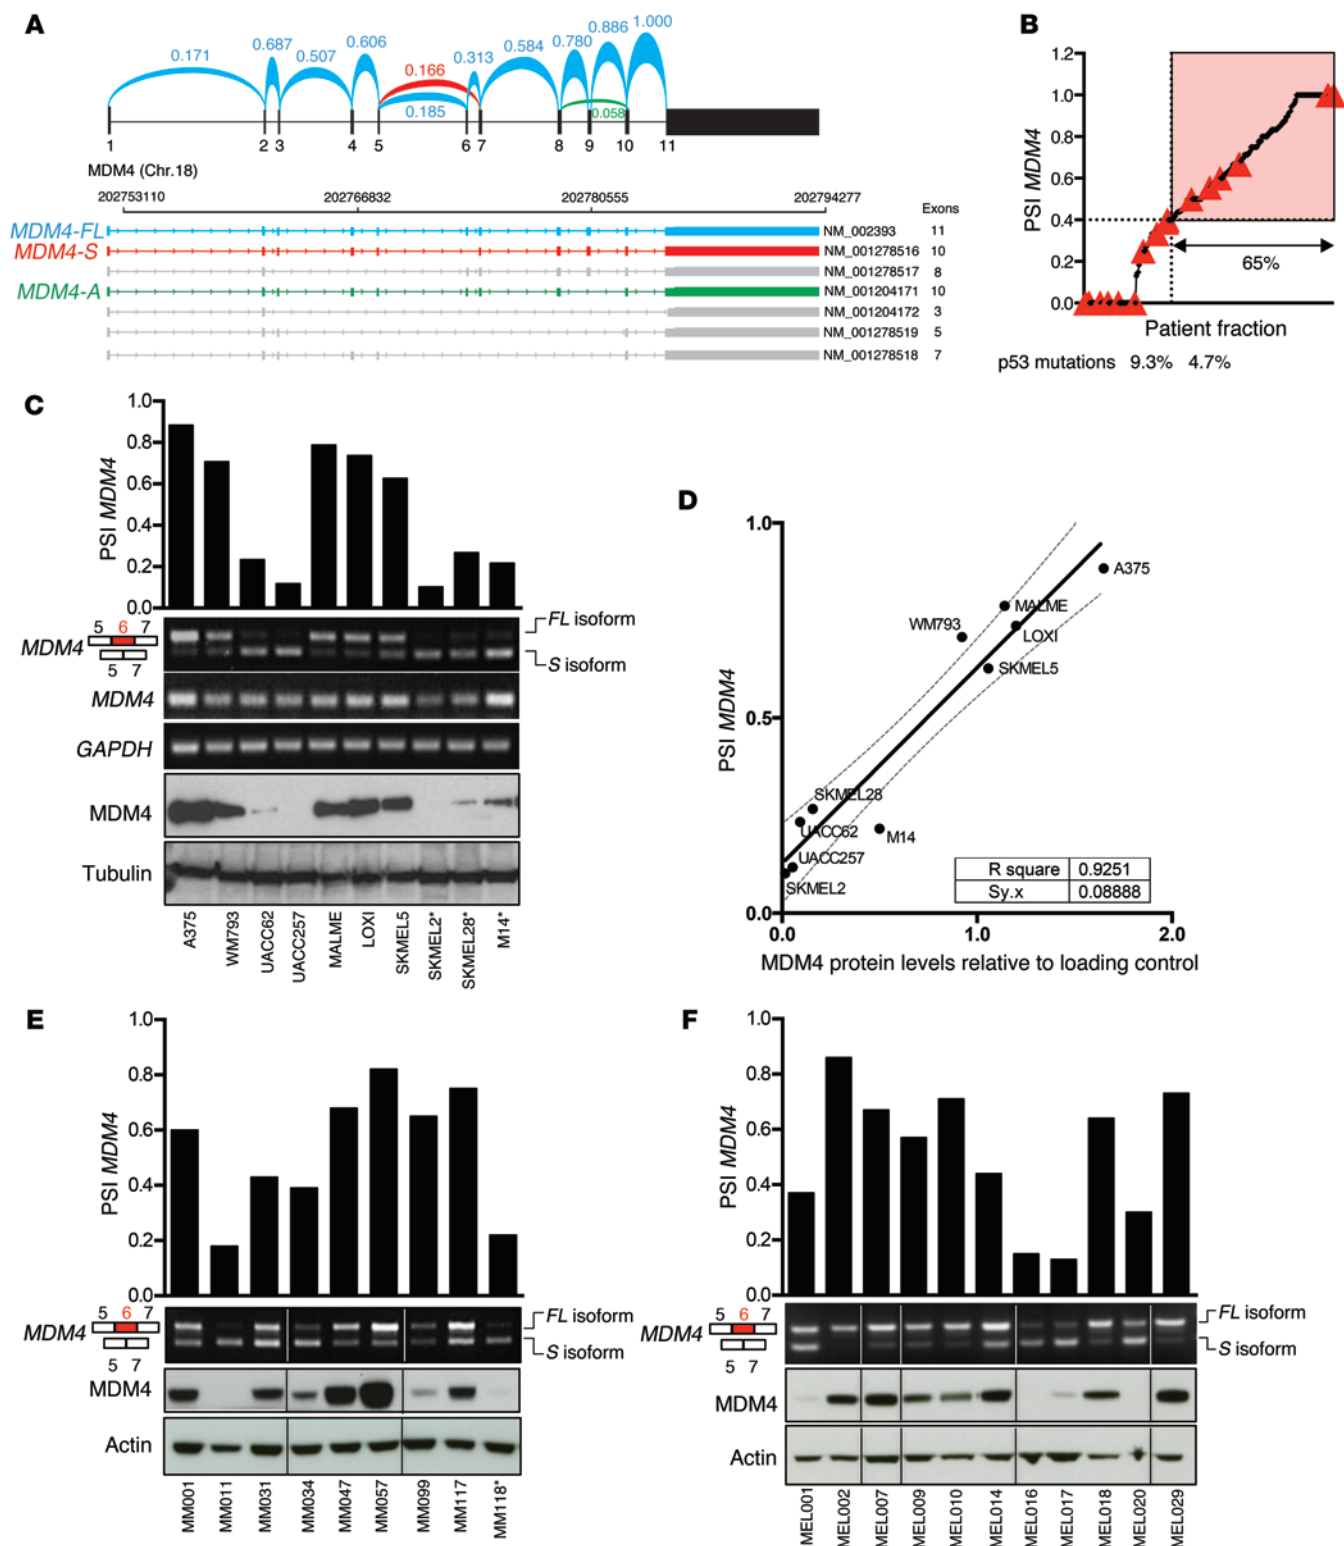 A
0.171
0.687
0.507
0.606
0.166
0.185
0.313
0.584
0.780
0.886
1.000
0.058
1 2 3 4 5 6 7 8 9 10 11
MDM4 (Chr.18)
202753110 202766832 202780555 202794277
Exons
MDM4-FL NM_002393 11
MDM4-S NM_001278516 10
NM_001278517 8
MDM4-A NM_001204171 10
NM_001204172 3
NM_001278519 5
NM_001278518 7
B
PSI MDM4
1.2
1.0
0.8
0.6
0.4
0.2
0.0
65%
Patient fraction
p53 mutations 9.3% 4.7%
C
PSI MDM4
1.0
0.8
0.6
0.4
0.2
0.0
5 6 7
MDM4
5 7
FL isoform
S isoform
MDM4
GAPDH
MDM4
Tubulin
A375
WM793
UACC62
UACC257
MALME
LOXI
SKMEL5
SKMEL2*
SKMEL28*
M14*
D
PSI MDM4
1.0
0.5
0.0
A375
MALME
WM793
LOXI
SKMEL5
SKMEL28
UACC62
M14
UACC257
SKMEL2
R square 0.9251
Sy.x 0.08888
0.0 1.0 2.0
MDM4 protein levels relative to loading control
E
PSI MDM4
1.0
0.8
0.6
0.4
0.2
0.0
5 6 7
MDM4
5 7
FL isoform
S isoform
MDM4
Actin
MM001
MM011
MM031
MM034
MM047
MM057
MM099
MM117
MM118*
F
PSI MDM4
1.0
0.8
0.6
0.4
0.2
0.0
5 6 7
MDM4
5 7
FL isoform
S isoform
MDM4
Actin
MEL001
MEL002
MEL007
MEL009
MEL010
MEL014
MEL016
MEL017
MEL018
MEL020
MEL029